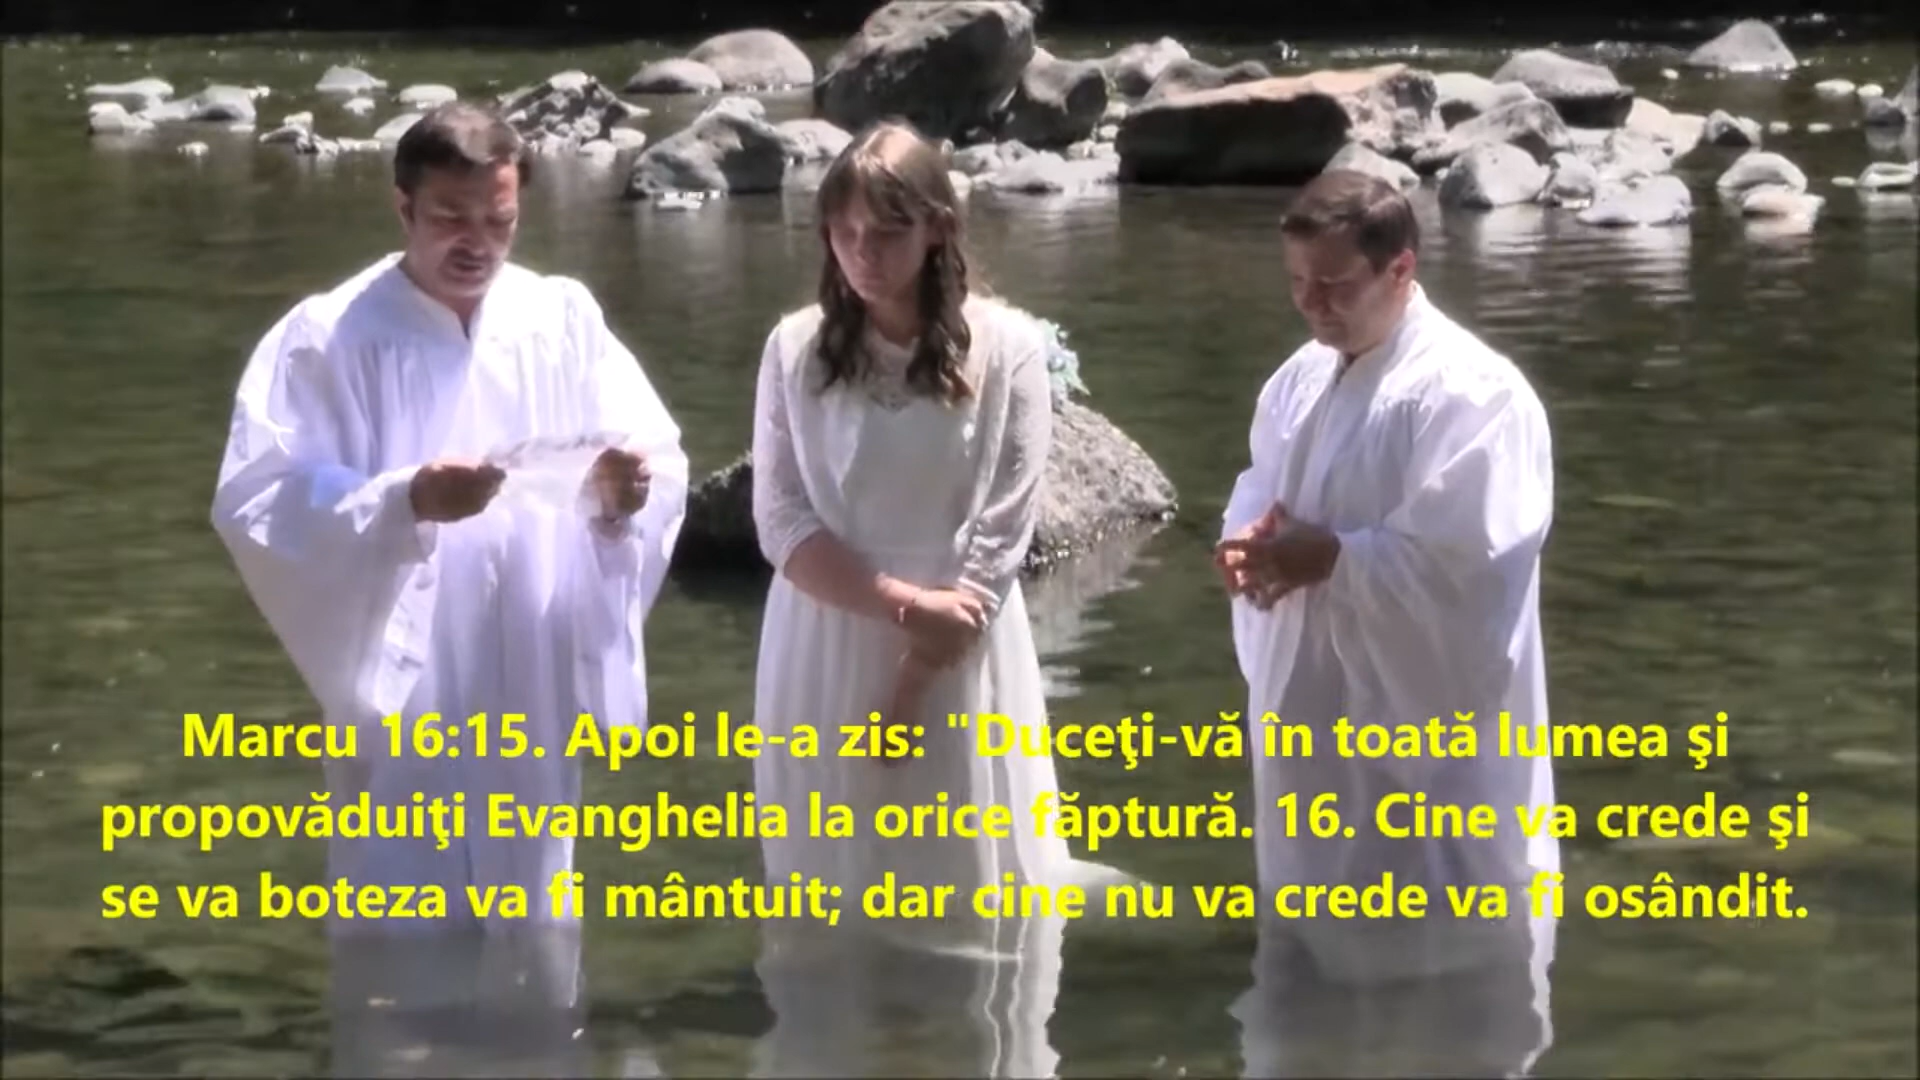 Marcu 16:15. Apoi le-a zis: "Duceţi-vă în toată lumea şi
propovăduiţi Evanghelia la orice făptură. 16. Cine va crede şi
se va boteza va fi mântuit; dar cine nu va crede va fi osândit.